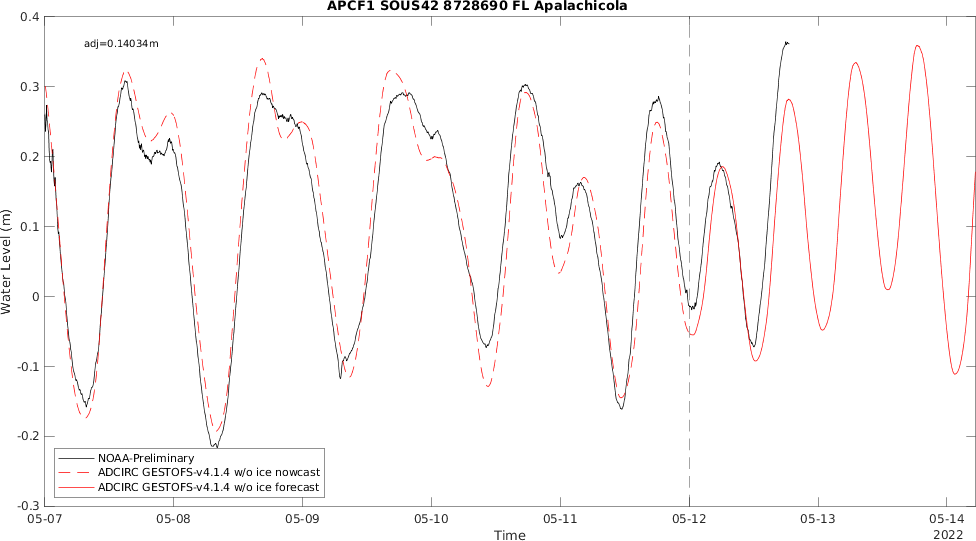 APCF1 SOUS42 8728690 FL Apalachicola
0.4
adj=0.14034m
0.3
0.2
0.1
0
-0.1
-0.2
-0.3
Water Level (m)
NOAA-Preliminary
ADCIRC GESTOFS-v4.1.4 w/o ice nowcast
ADCIRC GESTOFS-v4.1.4 w/o ice forecast
05-07 05-08 05-09 05-10 05-11 05-12 05-13 05-14
Time
2022